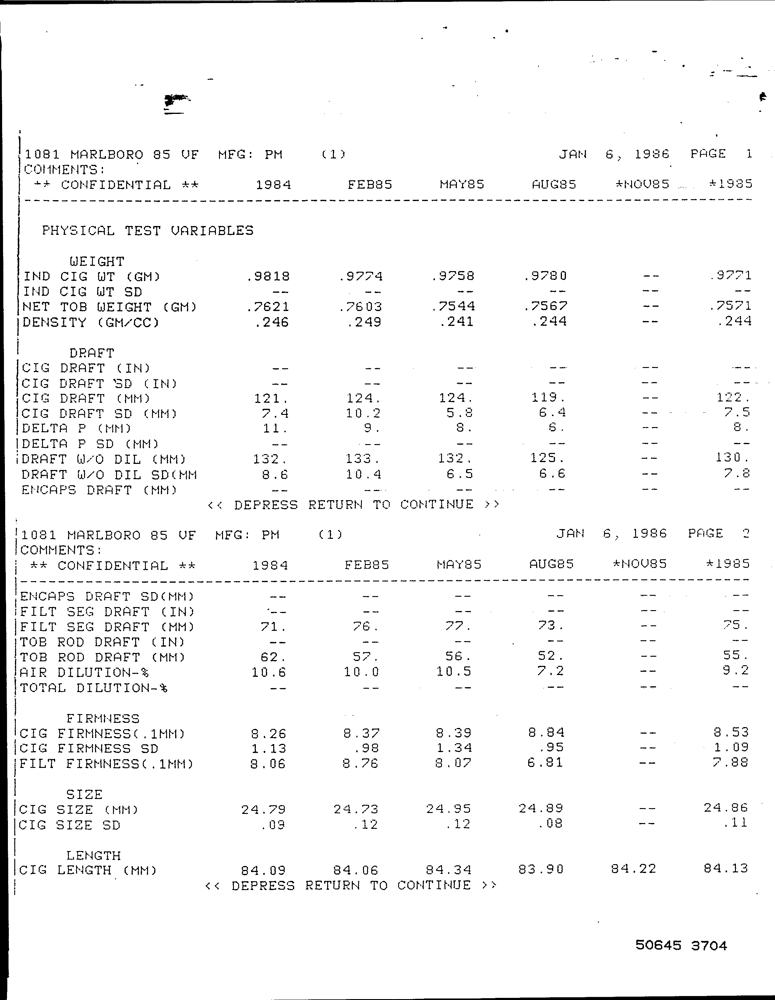 1081 MARLBORO 85 VF MFG: PM (1) JAN 6, 1986 PAGE 1
COMMENTS:
** CONFIDENTIAL ** 1984 FEB85 MAY85 AUG85 *NOV85 *1985
--------------------------------------------------------------------------------
PHYSICAL TEST VARIABLES
WEIGHT
IND CIG WT (GM) .9818 .9774 .9758 .9780 -- .9771
IND CIG WT SD -- -- -- -- -- --
NET TOB WEIGHT (GM) .7621 .7603 .7544 .7567 -- .7571
DENSITY (GM/CC) .246 .249 .241 .244 -- .244
DRAFT
CIG DRAFT (IN) -- -- -- -- -- --
CIG DRAFT SD (IN) -- -- -- -- -- --
CIG DRAFT (MM) 121. 124. 124. 119. -- 122.
CIG DRAFT SD (MM) 7.4 10.2 5.8 6.4 -- 7.5
DELTA P (MM) 11. 9. 8. 6. -- 8.
DELTA P SD (MM) -- -- -- -- -- --
DRAFT W/O DIL (MM) 132. 133. 132. 125. -- 130.
DRAFT W/O DIL SD(MM 8.6 10.4 6.5 6.6 -- 7.8
ENCAPS DRAFT (MM) -- -- -- -- -- --
<< DEPRESS RETURN TO CONTINUE >>
1081 MARLBORO 85 VF MFG: PM (1) JAN 6, 1986 PAGE 2
COMMENTS:
** CONFIDENTIAL ** 1984 FEB85 MAY85 AUG85 *NOV85 *1985
--------------------------------------------------------------------------------
ENCAPS DRAFT SD(MM) -- -- -- -- -- --
FILT SEG DRAFT (IN) -- -- -- -- -- --
FILT SEG DRAFT (MM) 71. 76. 77. 73. -- 75.
TOB ROD DRAFT (IN) -- -- -- -- -- --
TOB ROD DRAFT (MM) 62. 57. 56. 52. -- 55.
AIR DILUTION-% 10.6 10.0 10.5 7.2 -- 9.2
TOTAL DILUTION-% -- -- -- -- -- --
FIRMNESS
CIG FIRMNESS(.1MM) 8.26 8.37 8.39 8.84 -- 8.53
CIG FIRMNESS SD 1.13 .98 1.34 .95 -- 1.09
FILT FIRMNESS(.1MM) 8.06 8.76 8.07 6.81 -- 7.88
SIZE
CIG SIZE (MM) 24.79 24.73 24.95 24.89 -- 24.86
CIG SIZE SD .09 .12 .12 .08 -- .11
LENGTH
CIG LENGTH (MM) 84.09 84.06 84.34 83.90 84.22 84.13
<< DEPRESS RETURN TO CONTINUE >>
50645 3704